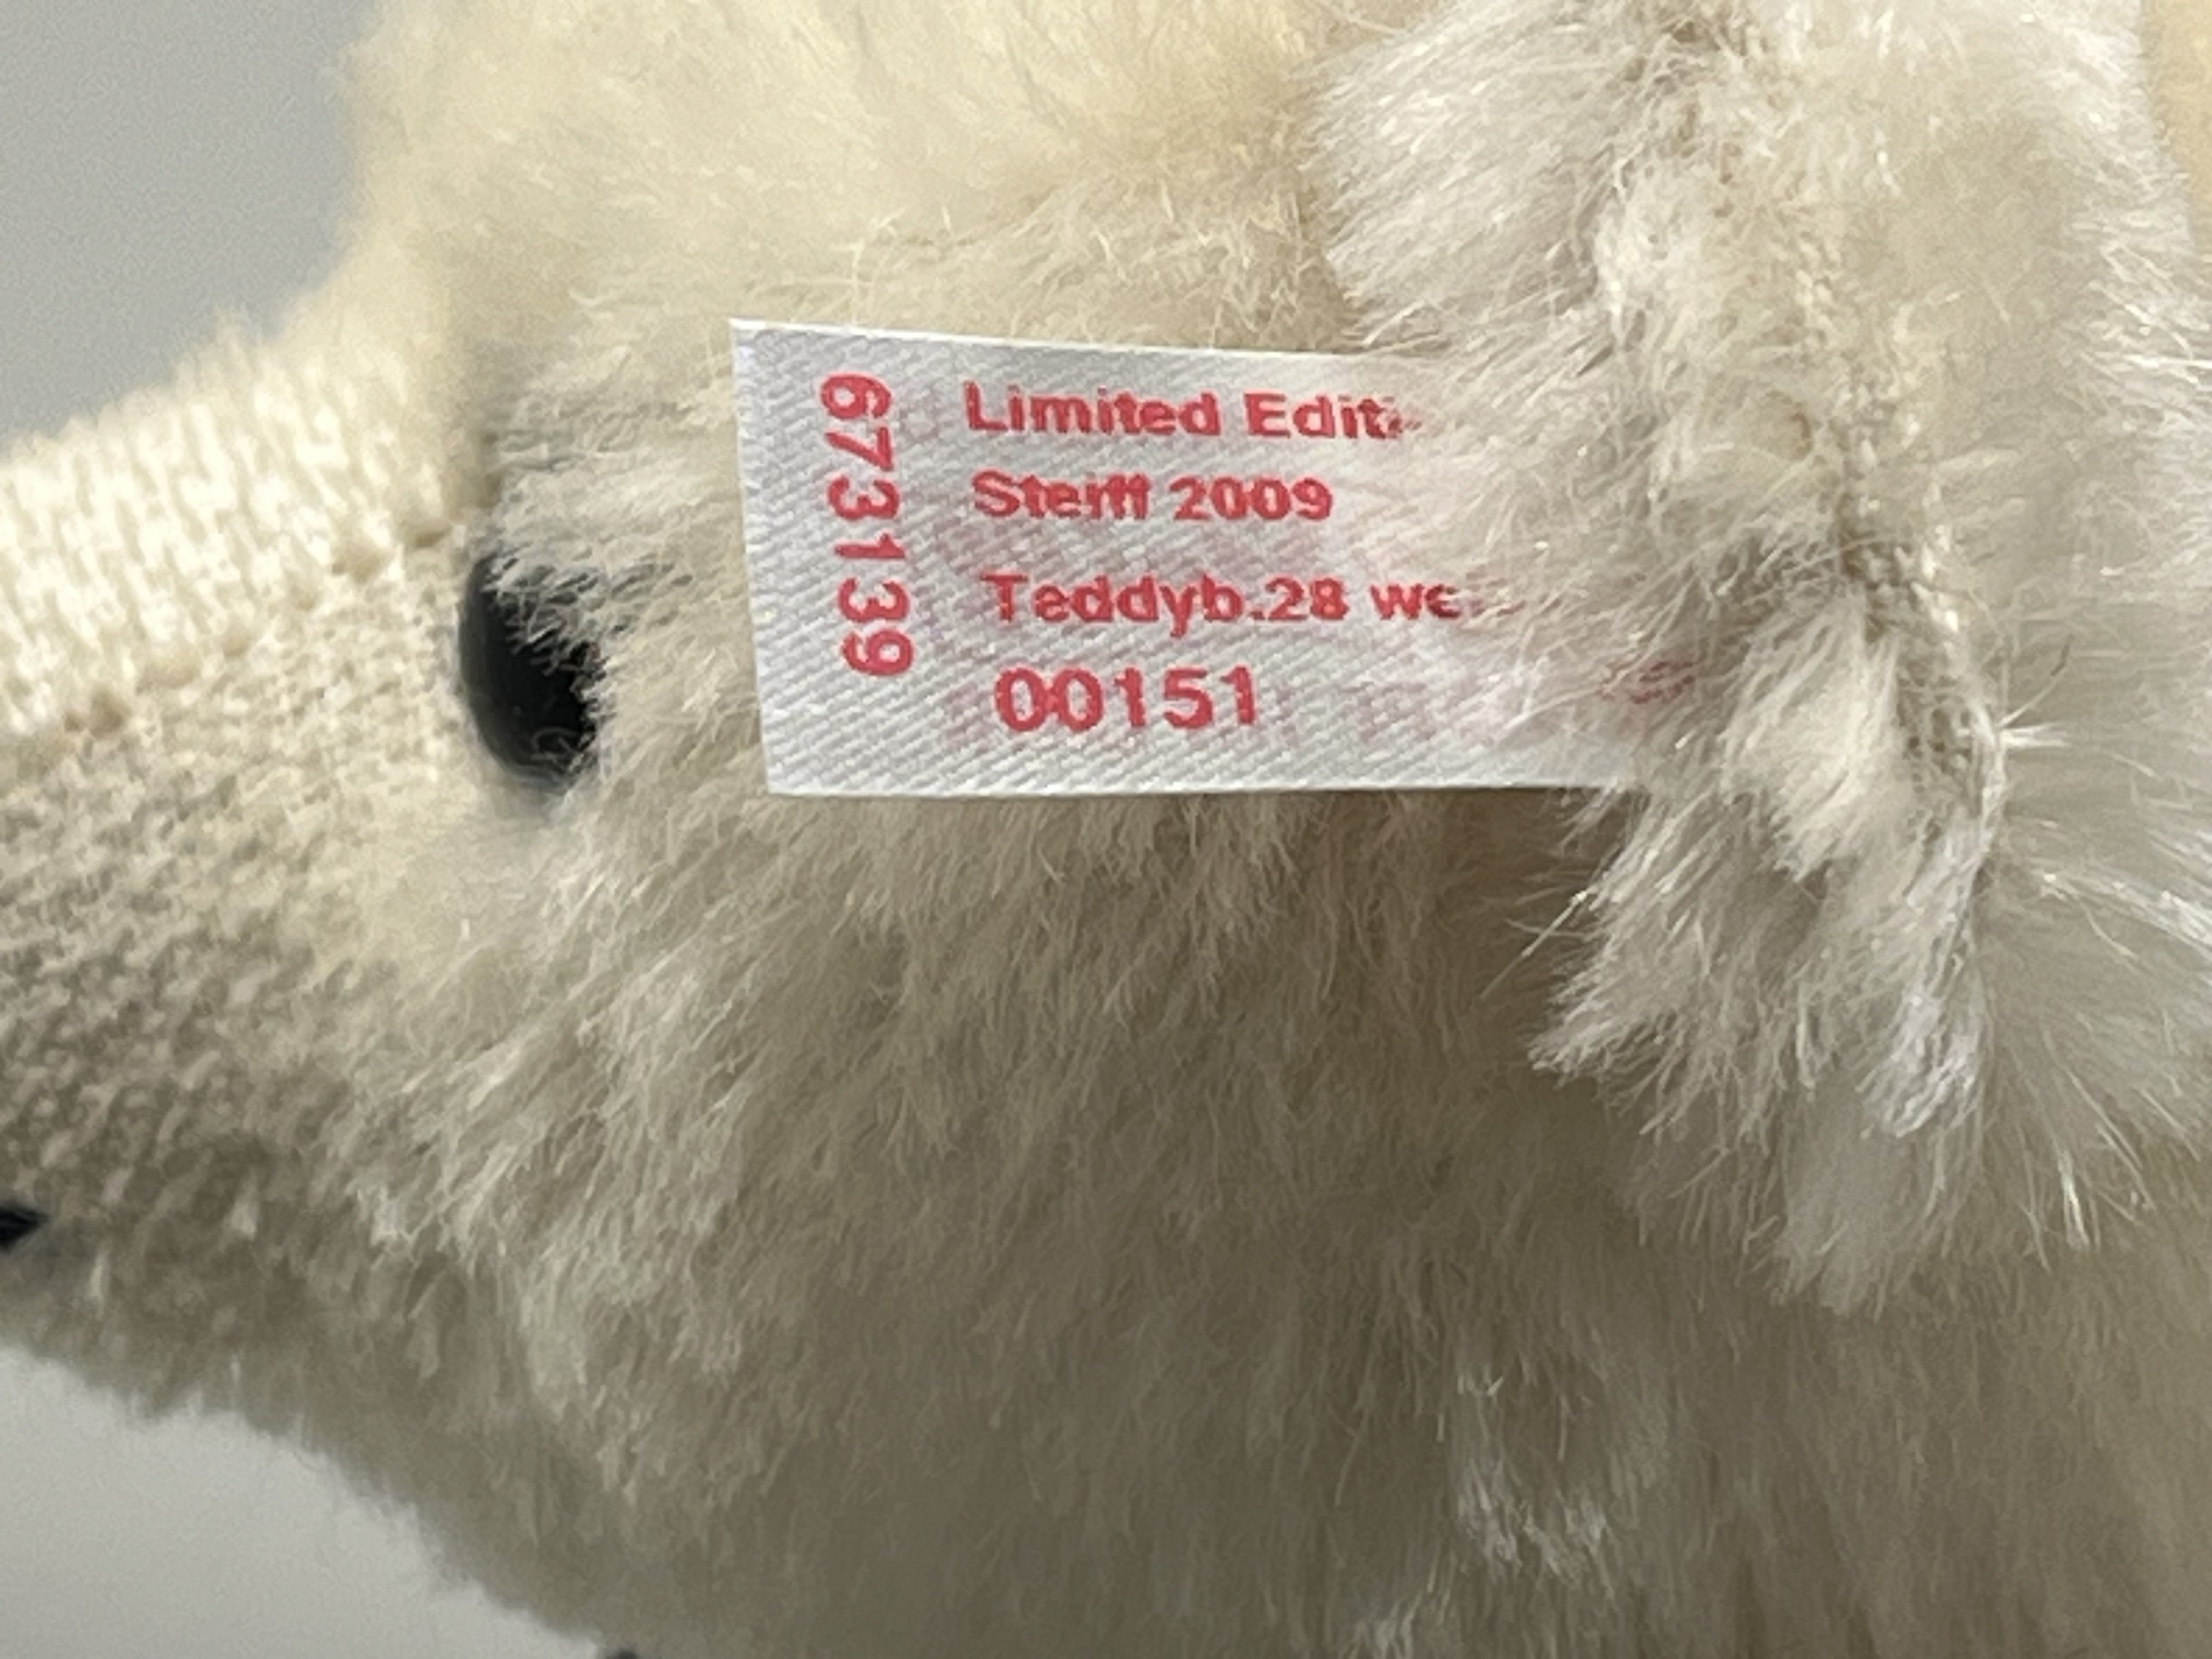 673139
Limited Editi
Steiff 2009
Teddyb.28 we
00151